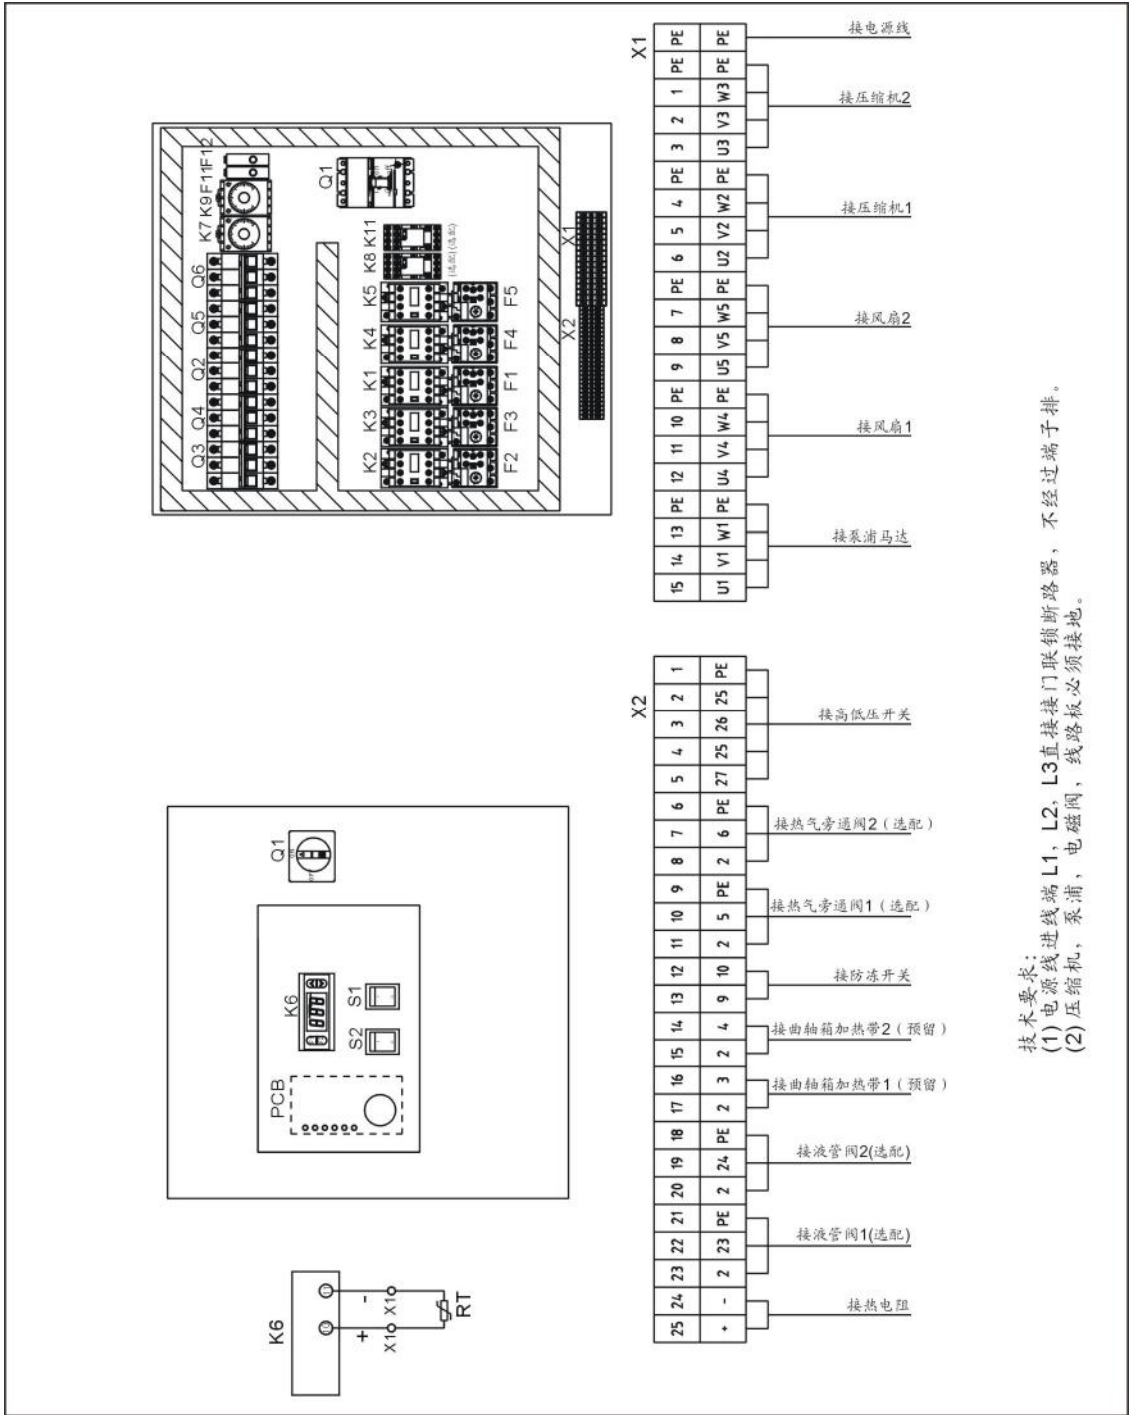 X1
PE PE 接电源线
PE PE
1 W3 接压缩机2
2 V3
3 U3
PE PE
4 W2 接压缩机1
5 V2
6 U2
PE PE
7 W5 接风扇2
8 V5
9 U5
PE PE
10 W4 接风扇1
11 V4
12 U4
PE PE
13 W1 接泵浦马达
14 V1
15 U1
X2
1 PE
2 25
3 26 接高低压开关
4 25
5 27
6 PE
7 6 接热气旁通阀2(选配)
8 2
9 PE
10 5 接热气旁通阀1(选配)
11 2
12 10 接防冻开关
13 9
14 4 接曲轴箱加热带2(预留)
15 2
16 3 接曲轴箱加热带1(预留)
17 2
18 PE
19 24 接液管阀2(选配)
20 2
21 PE
22 23 接液管阀1(选配)
23 2
24 - 接热电阻
25 +
Q3 Q4 Q2 Q5 Q6 K7 K9 F11 F12
Q1
K2 K3 K1 K4 K5 K8 K11
(选配) (选配)
F2 F3 F1 F4 F5
X2 X1
Q1
ON
OFF
K6
888
S2 S1
PCB
K6
10 11
+ -
X1 X1
RT
技术要求:
(1) 电源线进线端 L1, L2, L3直接接门联锁断路器,不经过端子排。
(2) 压缩机,泵浦,电磁阀,线路板必须接地。